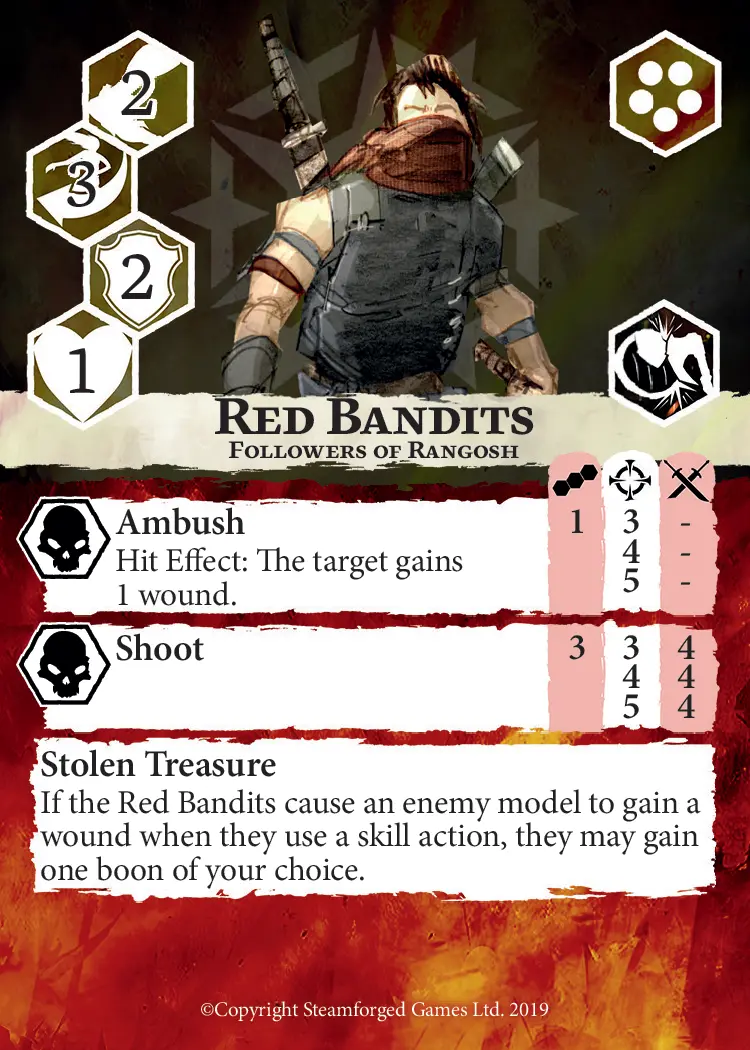 2
3
2
1
Red Bandits
Followers of Rangosh
Ambush
Hit Effect: The target gains
1 wound.
1 3 -
4 -
5 -
Shoot
3 3 4
4 4
5 4
Stolen Treasure
If the Red Bandits cause an enemy model to gain a
wound when they use a skill action, they may gain
one boon of your choice.
©Copyright Steamforged Games Ltd. 2019